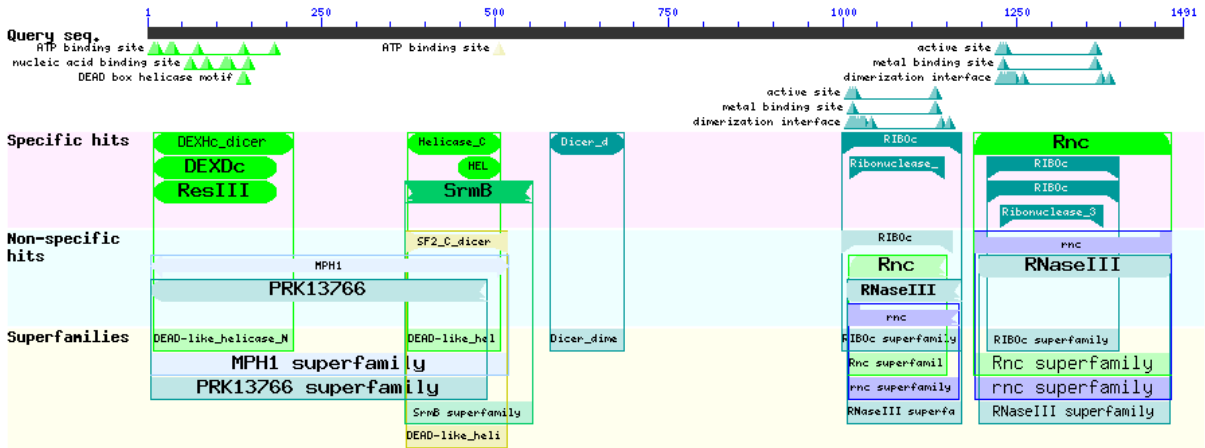 1 250 500 750 1000 1250 1491
Query seq.
ATP binding site ATP binding site active site
nucleic acid binding site metal binding site
DEAD box helicase motif dimerization interface
active site
metal binding site
dimerization interface
Specific hits DEXHc_dicer Helicase_C Dicer_d RIBOc Rnc
DEXDc HEL Ribonuclease_ RIBOc
ResIII SrmB RIBOc
Ribonuclease_3
Non-specific hits SF2_C_dicer RIBOc rnc
MPH1 Rnc RNaseIII
PRK13766 RNaseIII
rnc
Superfamilies DEAD-like_helicase_N DEAD-like_hel Dicer_dime RIBOc superfamily RIBOc superfamily
MPH1 superfamily Rnc superfamil Rnc superfamily
PRK13766 superfamily rnc superfamily rnc superfamily
SrmB superfamily RNaseIII superfa RNaseIII superfamily
DEAD-like_heli